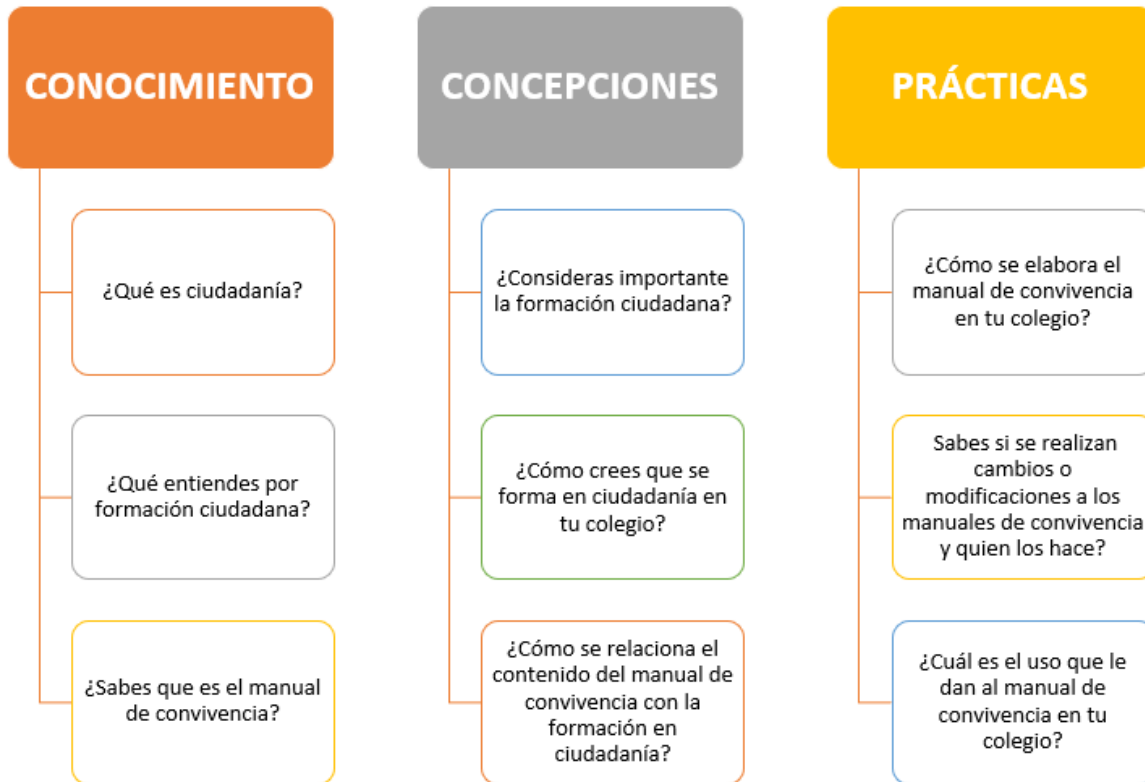 CONOCIMIENTO
¿Qué es ciudadanía?
¿Qué entiendes por
formación ciudadana?
¿Sabes que es el manual
de convivencia?
CONCEPCIONES
¿Consideras importante
la formación ciudadana?
¿Cómo crees que se
forma en ciudadanía en
tu colegio?
¿Cómo se relaciona el
contenido del manual de
convivencia con la
formación en
ciudadanía?
PRÁCTICAS
¿Cómo se elabora el
manual de convivencia
en tu colegio?
Sabes si se realizan
cambios o
modificaciones a los
manuales de convivencia
y quien los hace?
¿Cuál es el uso que le
dan al manual de
convivencia en tu
colegio?